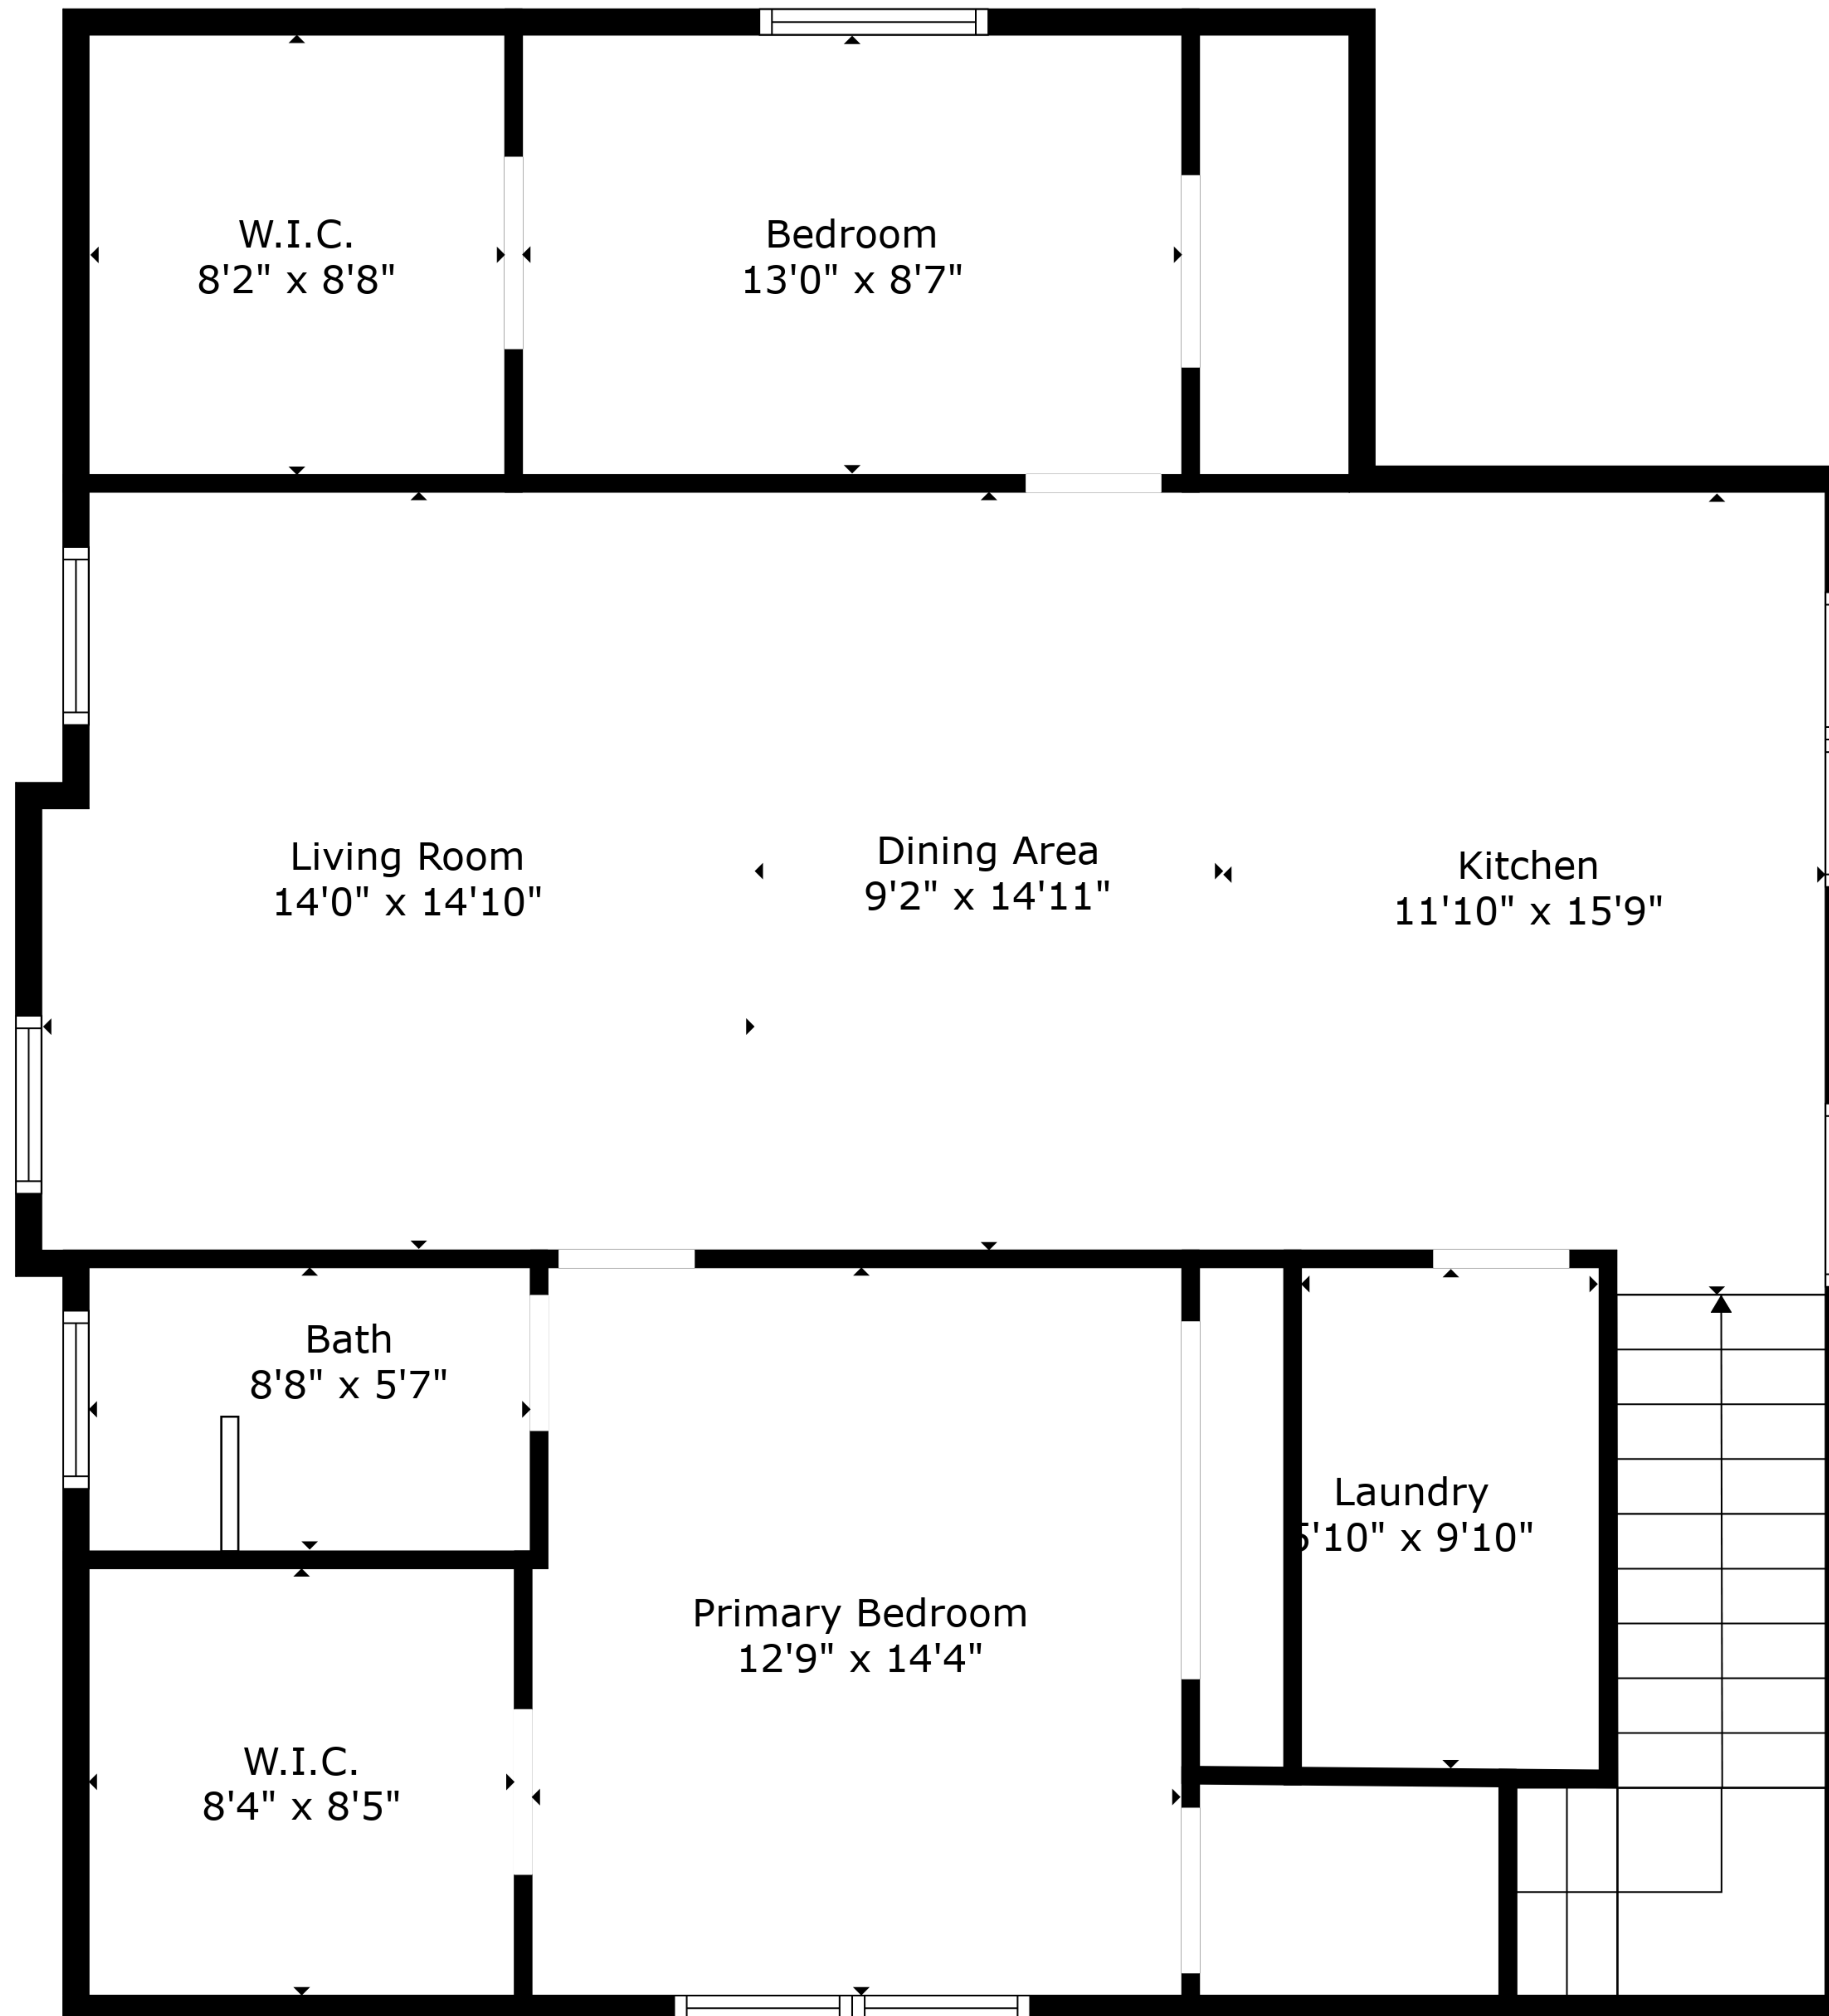 W.I.C.
8'2" x 8'8"
Bedroom
13'0" x 8'7"
Living Room
14'0" x 14'10"
Dining Area
9'2" x 14'11"
Kitchen
11'10" x 15'9"
Bath
8'8" x 5'7"
Laundry
5'10" x 9'10"
Primary Bedroom
12'9" x 14'4"
W.I.C.
8'4" x 8'5"